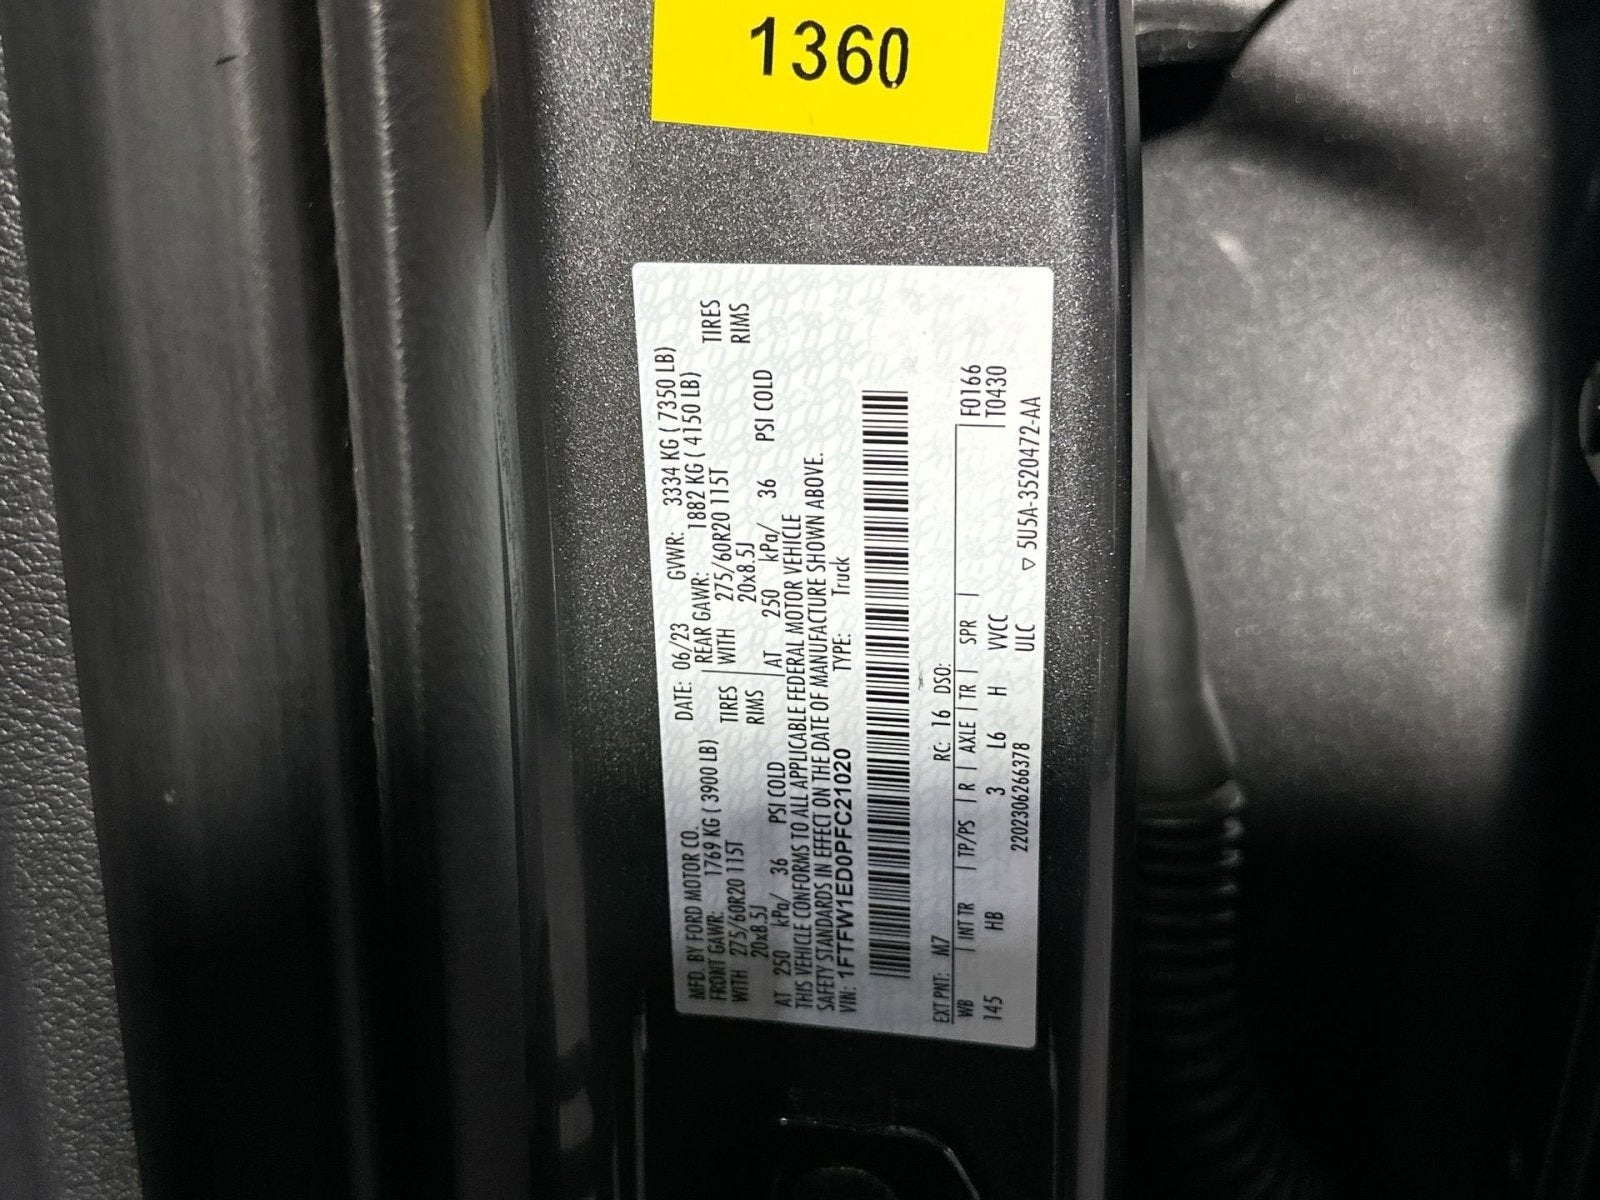 1360
MFD. BY FORD MOTOR CO.
DATE: 06/23 GVWR: 3334 KG ( 7350 LB)
FRONT GAWR: 1769 KG ( 3900 LB) REAR GAWR: 1882 KG ( 4150 LB)
WITH 275/60R20 115T TIRES WITH 275/60R20 115T TIRES
20x8.5J RIMS 20x8.5J RIMS
AT 250 kPa/ 36 PSI COLD AT 250 kPa/ 36 PSI COLD
THIS VEHICLE CONFORMS TO ALL APPLICABLE FEDERAL MOTOR VEHICLE
SAFETY STANDARDS IN EFFECT ON THE DATE OF MANUFACTURE SHOWN ABOVE.
VIN: 1FTFW1ED0PFC21020 TYPE: Truck
EXT PNT: M7 RC: 16 DSO: F0166
WB INT TR TP/PS R AXLE TR SPR T0430
145 HB 3 L6 H VVCC
2202306266378 ULC ▽ 5U5A-3520472-AA